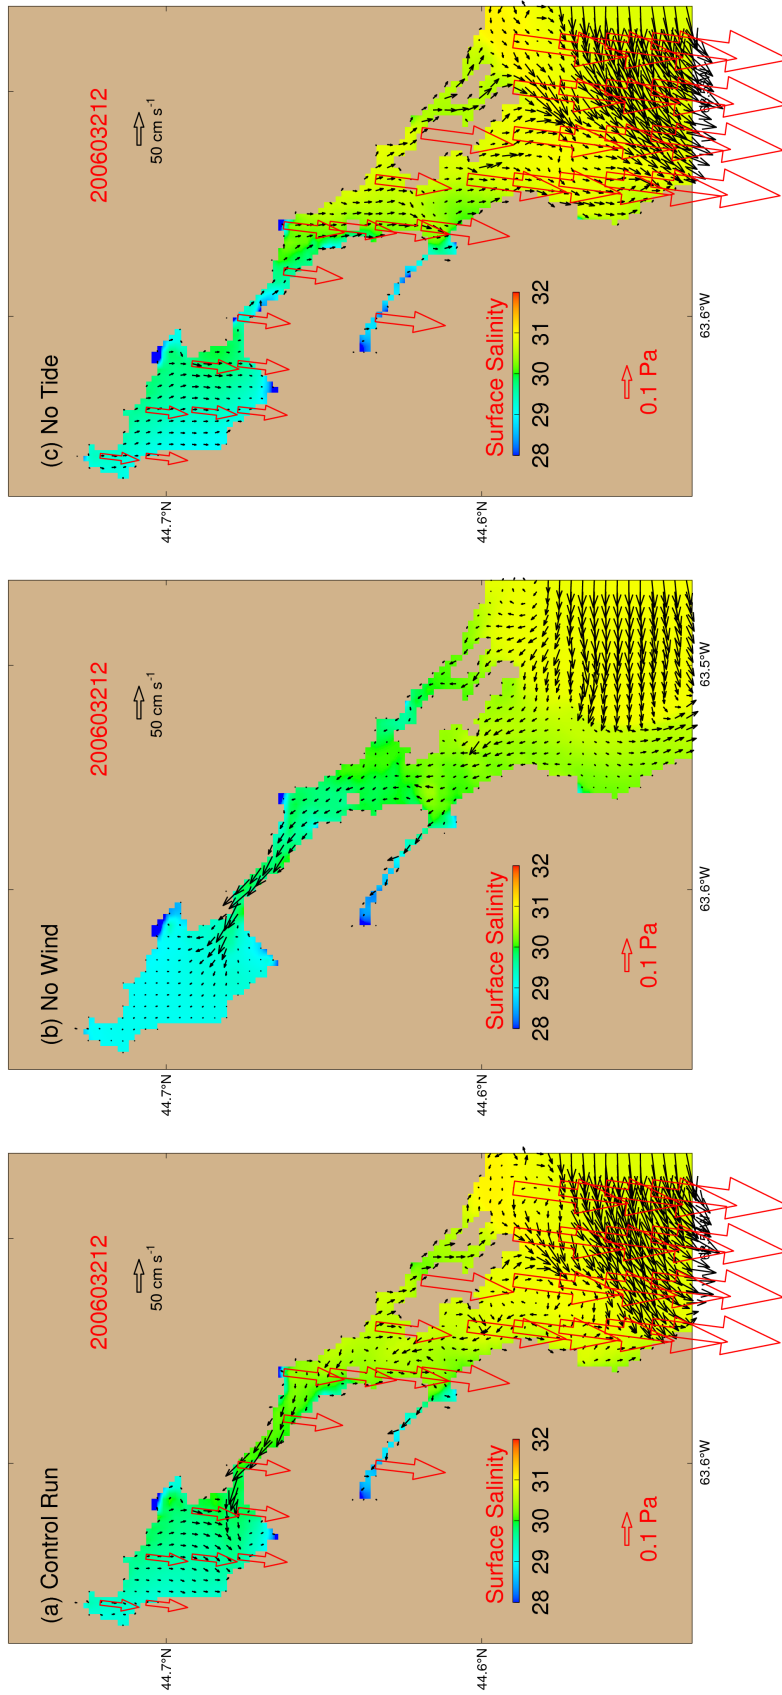 (a) Control Run
200603212
50 cm s⁻¹
44.7°N
Surface Salinity
28 29 30 31 32
44.6°N
0.1 Pa
63.6°W
(b) No Wind
200603212
50 cm s⁻¹
44.7°N
Surface Salinity
28 29 30 31 32
44.6°N
0.1 Pa
63.6°W 63.5°W
(c) No Tide
200603212
50 cm s⁻¹
44.7°N
Surface Salinity
28 29 30 31 32
44.6°N
0.1 Pa
63.6°W